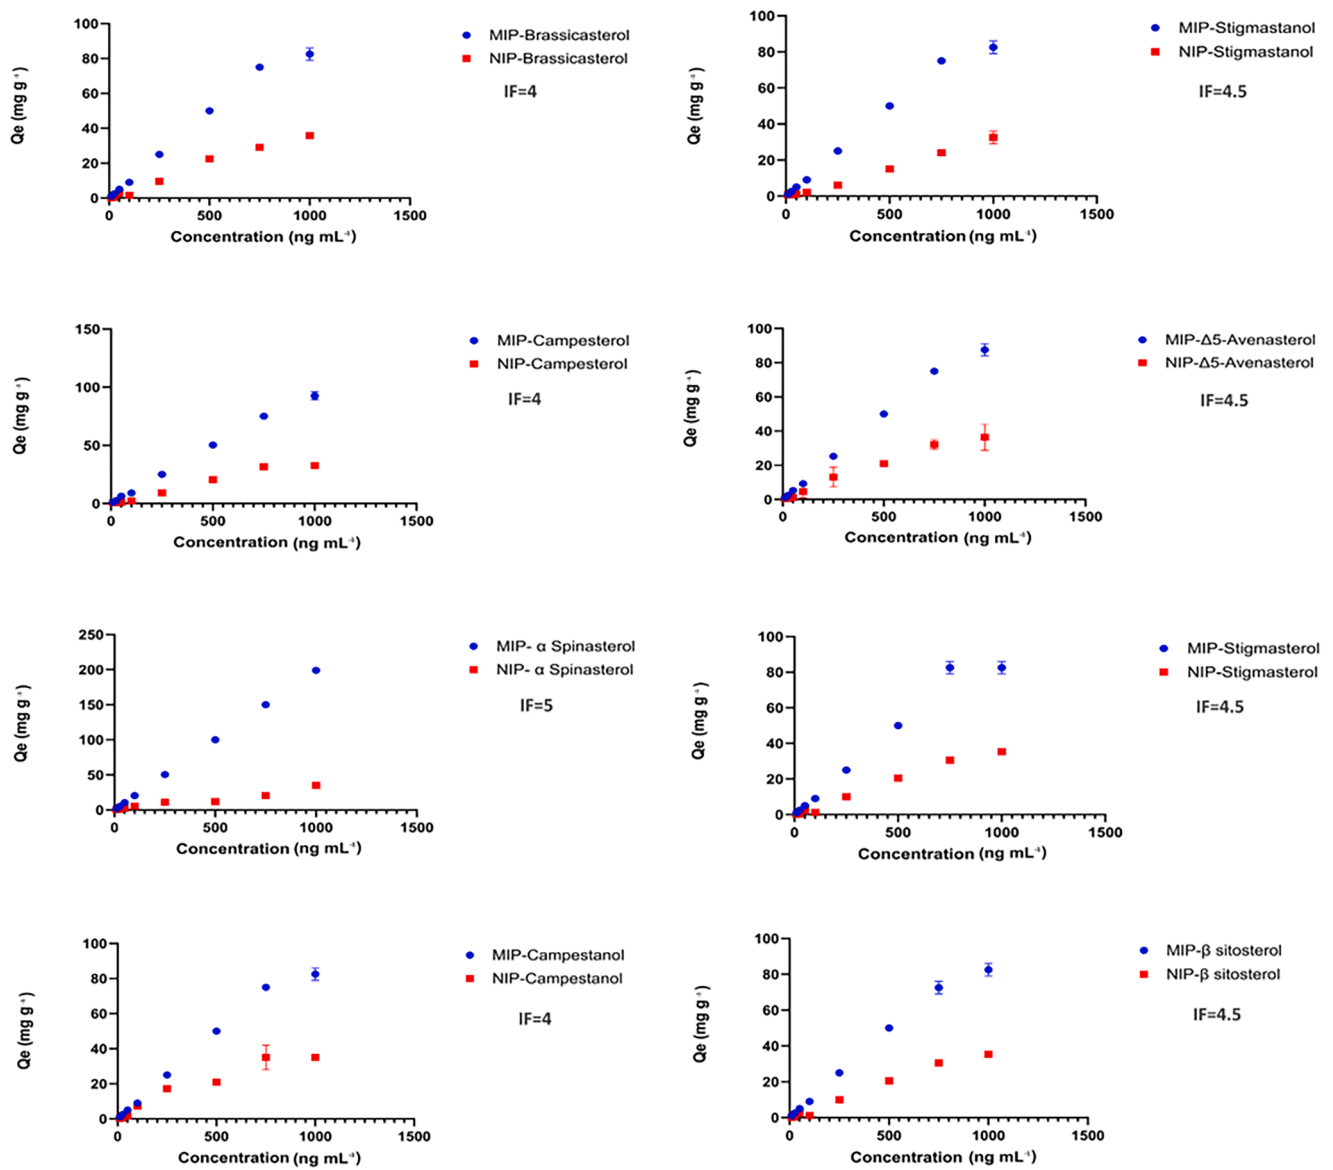 MIP-Brassicasterol
NIP-Brassicasterol
IF=4
Qe (mg g⁻¹)
100
80
60
40
20
0
0 500 1000 1500
Concentration (ng mL⁻¹)
MIP-Stigmastanol
NIP-Stigmastanol
IF=4.5
Qe (mg g⁻¹)
100
80
60
40
20
0
0 500 1000 1500
Concentration (ng mL⁻¹)
MIP-Campesterol
NIP-Campesterol
IF=4
Qe (mg g⁻¹)
150
100
50
0
0 500 1000 1500
Concentration (ng mL⁻¹)
MIP-Δ5-Avenasterol
NIP-Δ5-Avenasterol
IF=4.5
Qe (mg g⁻¹)
100
80
60
40
20
0
0 500 1000 1500
Concentration (ng mL⁻¹)
MIP- α Spinasterol
NIP- α Spinasterol
IF=5
Qe (mg g⁻¹)
250
200
150
100
50
0
0 500 1000 1500
Concentration (ng mL⁻¹)
MIP-Stigmasterol
NIP-Stigmasterol
IF=4.5
Qe (mg g⁻¹)
100
80
60
40
20
0
0 500 1000 1500
Concentration (ng mL⁻¹)
MIP-Campestanol
NIP-Campestanol
IF=4
Qe (mg g⁻¹)
100
80
60
40
20
0
0 500 1000 1500
Concentration (ng mL⁻¹)
MIP-β sitosterol
NIP-β sitosterol
IF=4.5
Qe (mg g⁻¹)
100
80
60
40
20
0
0 500 1000 1500
Concentration (ng mL⁻¹)